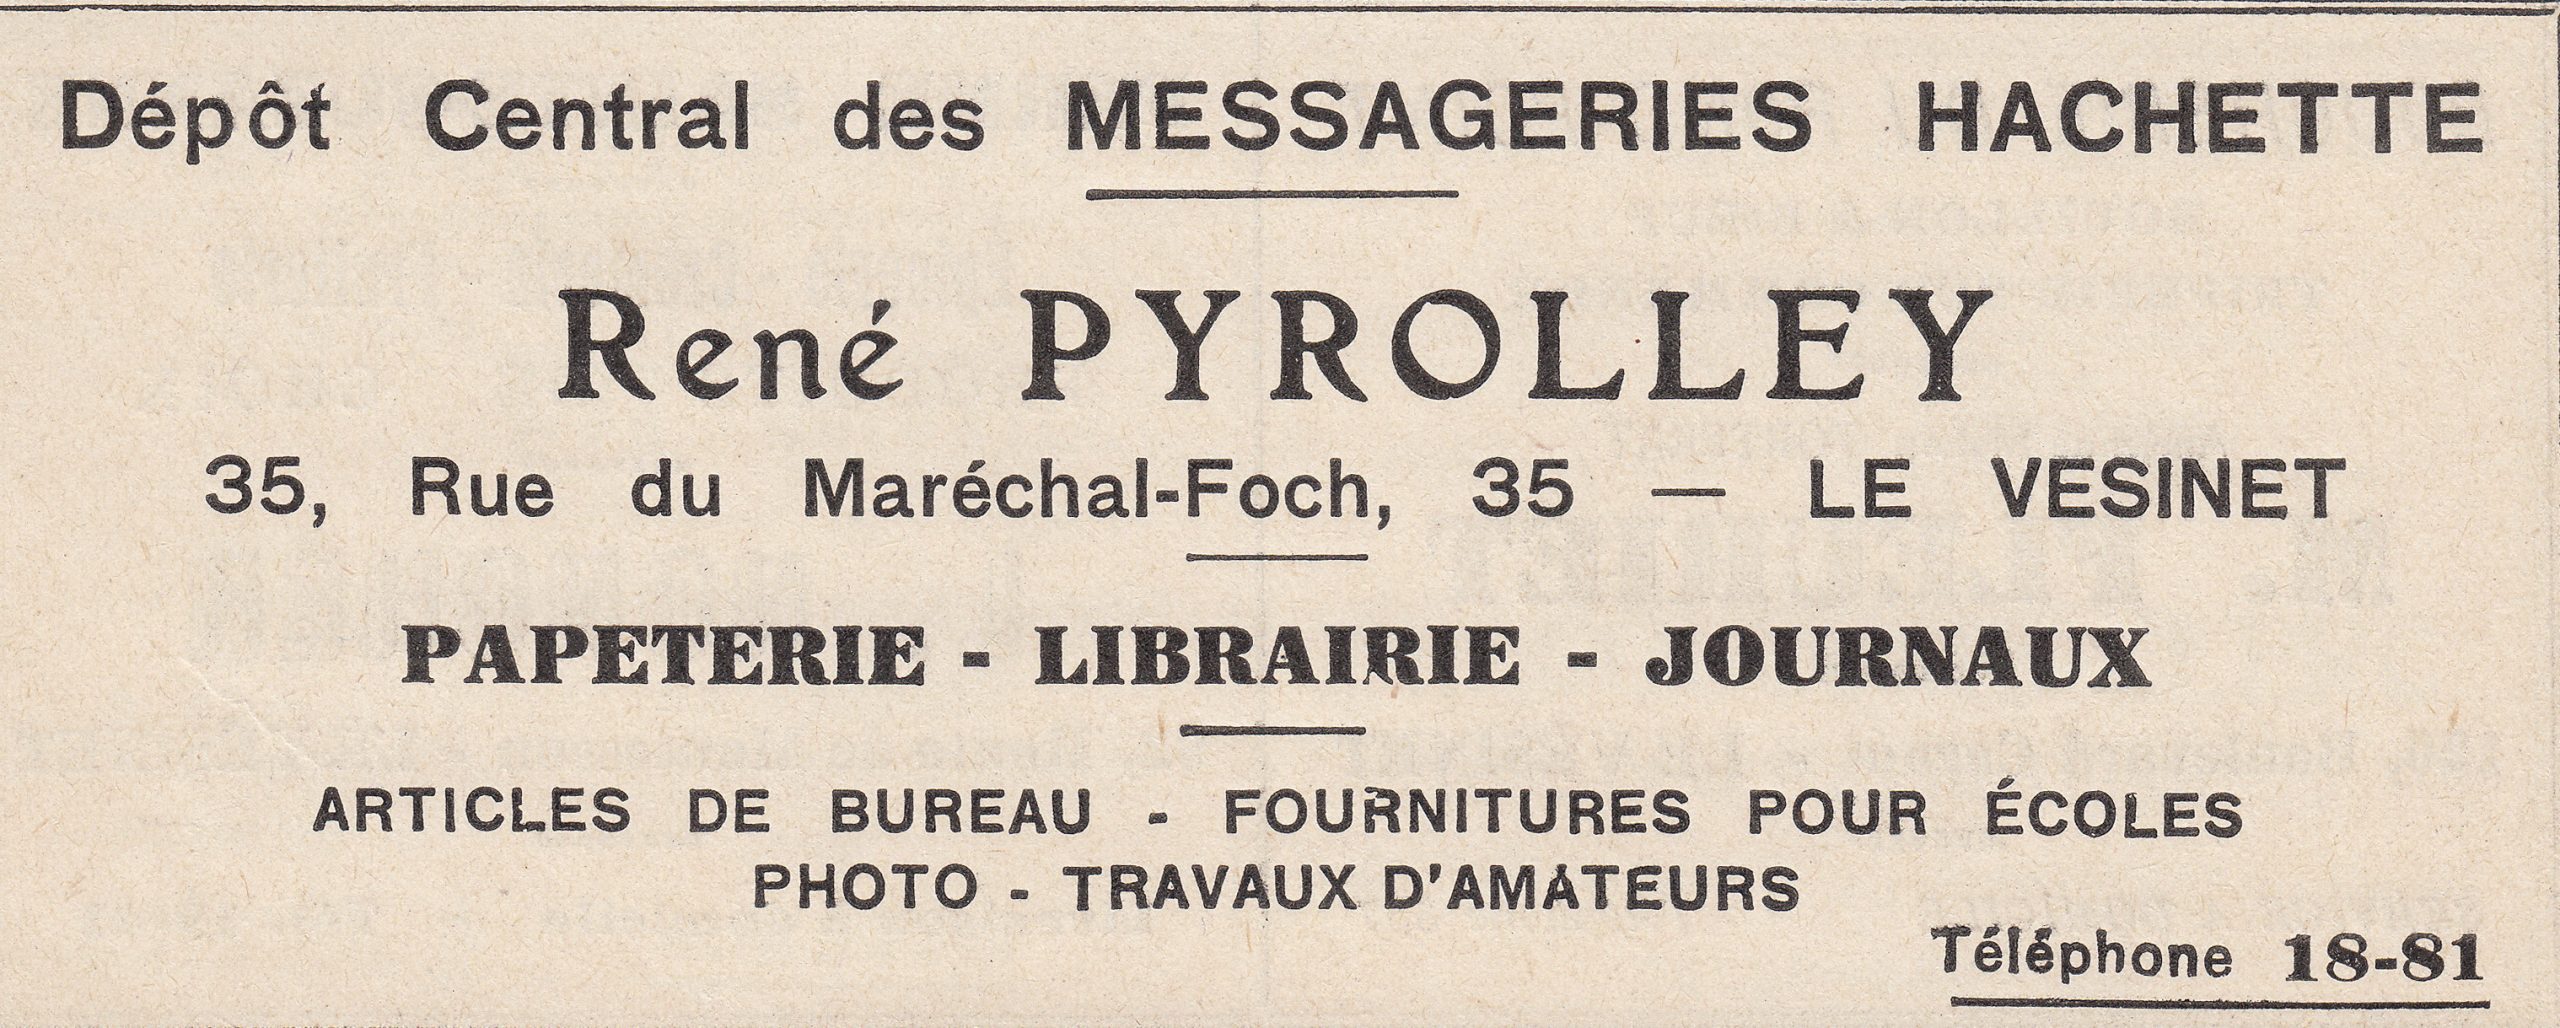 Dépôt Central des MESSAGERIES HACHETTE
René PYROLLEY
35, Rue du Maréchal-Foch, 35 — LE VESINET
PAPETERIE - LIBRAIRIE - JOURNAUX
ARTICLES DE BUREAU - FOURNITURES POUR ÉCOLES
PHOTO - TRAVAUX D'AMATEURS
Téléphone 18-81